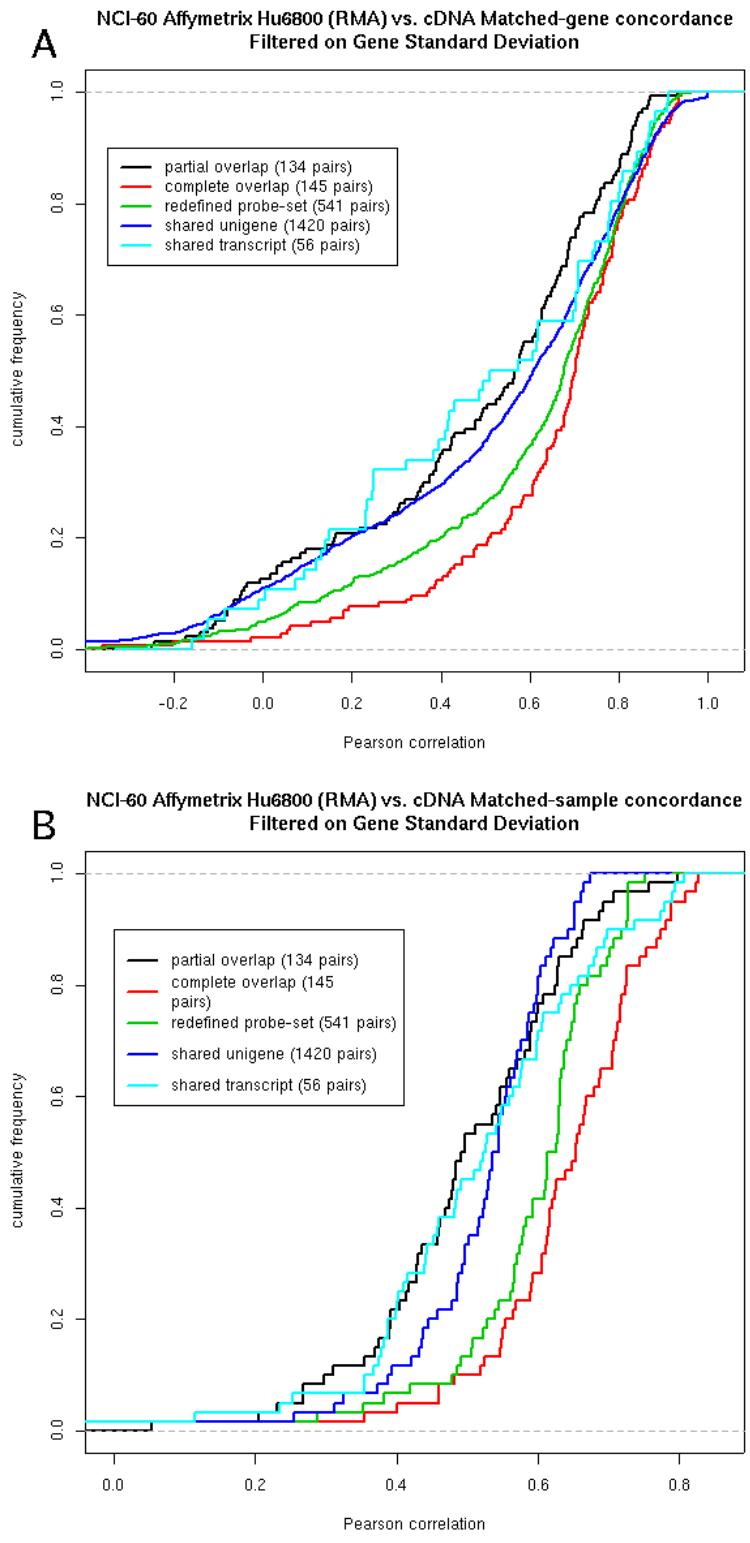 NCI-60 Affymetrix Hu6800 (RMA) vs. cDNA Matched-gene concordance
Filtered on Gene Standard Deviation
A
1.0
0.8
0.6
0.4
0.2
0.0
cumulative frequency
partial overlap (134 pairs)
complete overlap (145 pairs)
redefined probe-set (541 pairs)
shared unigene (1420 pairs)
shared transcript (56 pairs)
-0.2 0.0 0.2 0.4 0.6 0.8 1.0
Pearson correlation
NCI-60 Affymetrix Hu6800 (RMA) vs. cDNA Matched-sample concordance
Filtered on Gene Standard Deviation
B
1.0
0.8
0.6
0.4
0.2
0.0
cumulative frequency
partial overlap (134 pairs)
complete overlap (145
pairs)
redefined probe-set (541 pairs)
shared unigene (1420 pairs)
shared transcript (56 pairs)
0.0 0.2 0.4 0.6 0.8
Pearson correlation